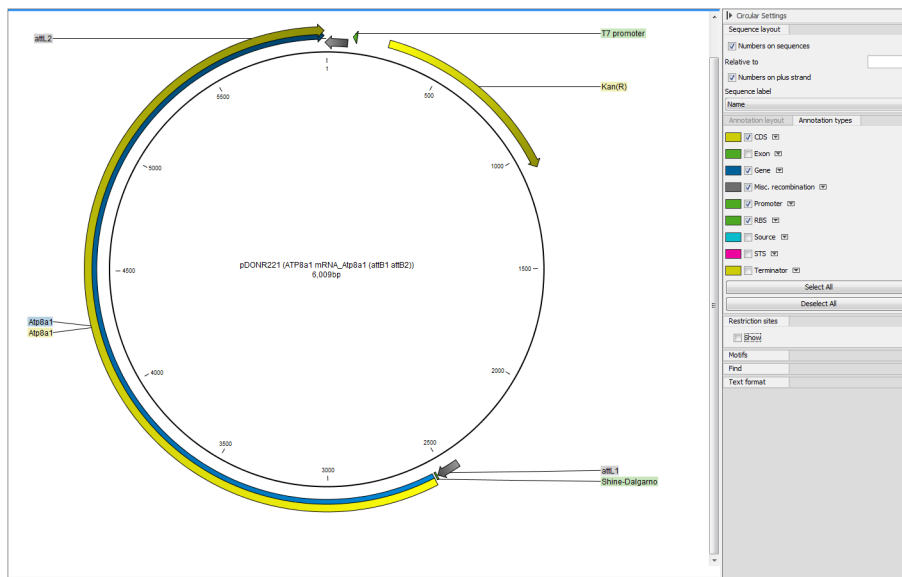 attL2
T7 promoter
Kan(R)
1
500
1000
1500
2000
2500
3000
3500
4000
4500
5000
5500
pDONR221 (ATP8a1 mRNA_Atp8a1 (attB1 attB2))
6,009bp
Atp8a1
Atp8a1
attL1
Shine-Dalgarno
Circular Settings
Sequence layout
Numbers on sequences
Relative to
Numbers on plus strand
Sequence label
Name
Annotation layout Annotation types
CDS
Exon
Gene
Misc. recombination
Promoter
RBS
Source
STS
Terminator
Select All
Deselect All
Restriction sites
Show
Motifs
Find
Text format